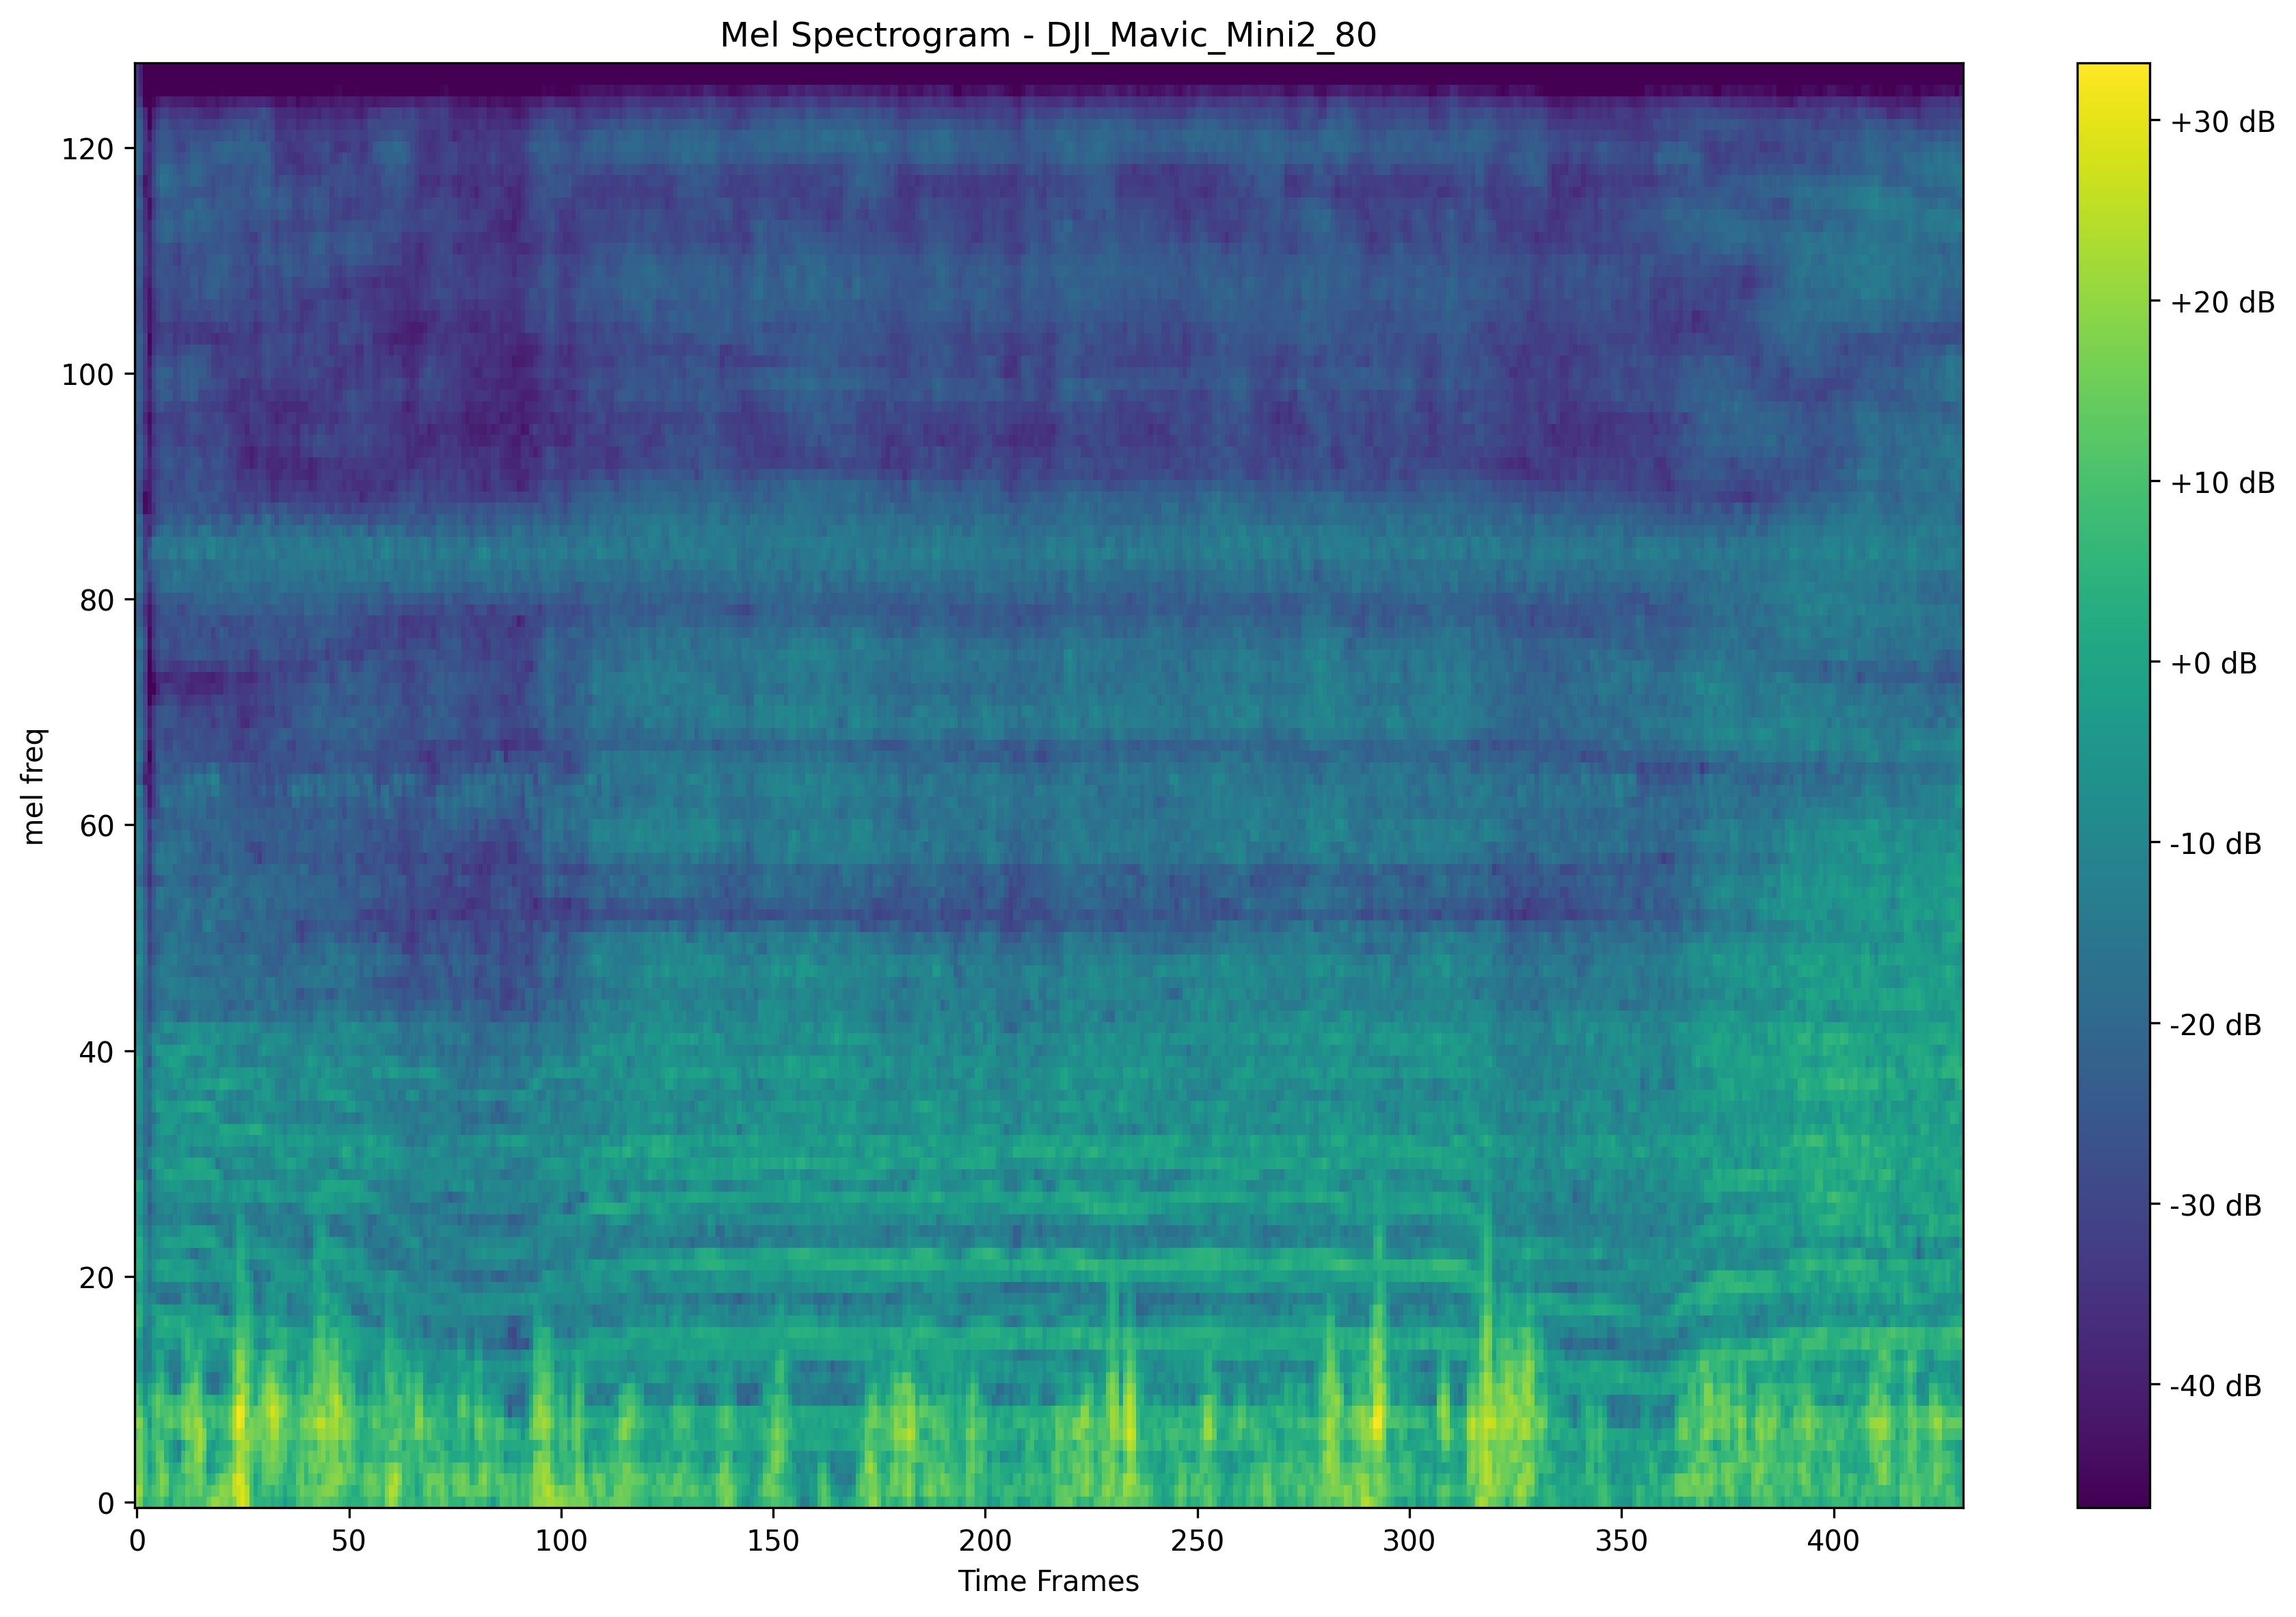 Mel Spectrogram - DJI_Mavic_Mini2_80
mel freq
120
100
80
60
40
20
0
0 50 100 150 200 250 300 350 400
Time Frames
+30 dB
+20 dB
+10 dB
+0 dB
-10 dB
-20 dB
-30 dB
-40 dB